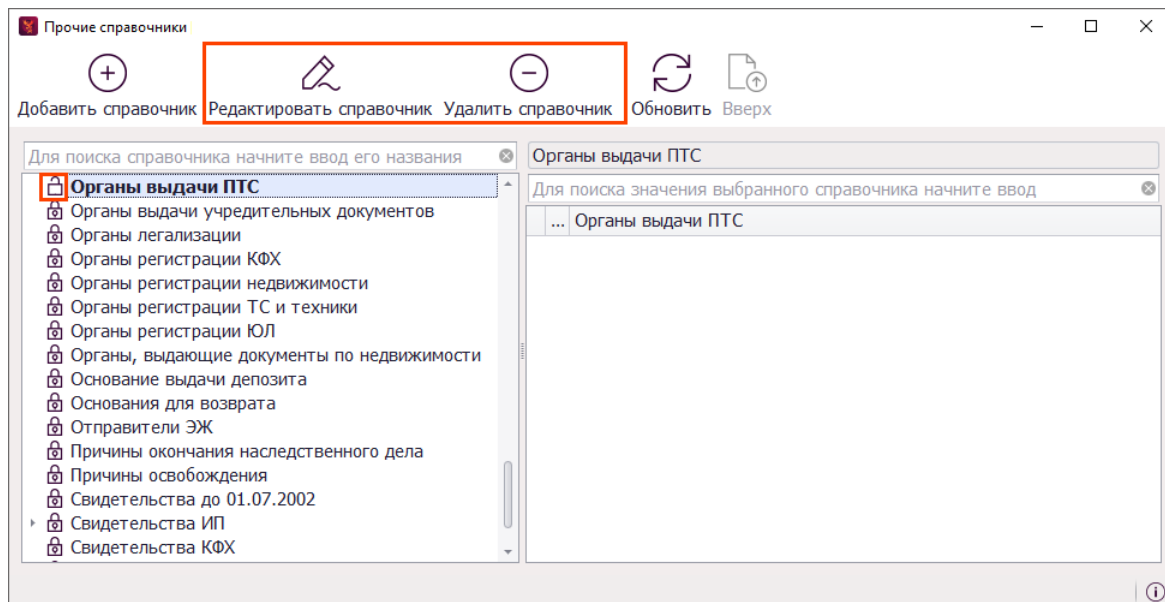 Прочие справочники
Добавить справочник Редактировать справочник Удалить справочник Обновить Вверх
Для поиска справочника начните ввод его названия
Органы выдачи ПТС
Органы выдачи учредительных документов
Органы легализации
Органы регистрации КФХ
Органы регистрации недвижимости
Органы регистрации ТС и техники
Органы регистрации ЮЛ
Органы, выдающие документы по недвижимости
Основание выдачи депозита
Основания для возврата
Отправители ЭЖ
Причины окончания наследственного дела
Причины освобождения
Свидетельства до 01.07.2002
Свидетельства ИП
Свидетельства КФХ
Органы выдачи ПТС
Для поиска значения выбранного справочника начните ввод
... Органы выдачи ПТС